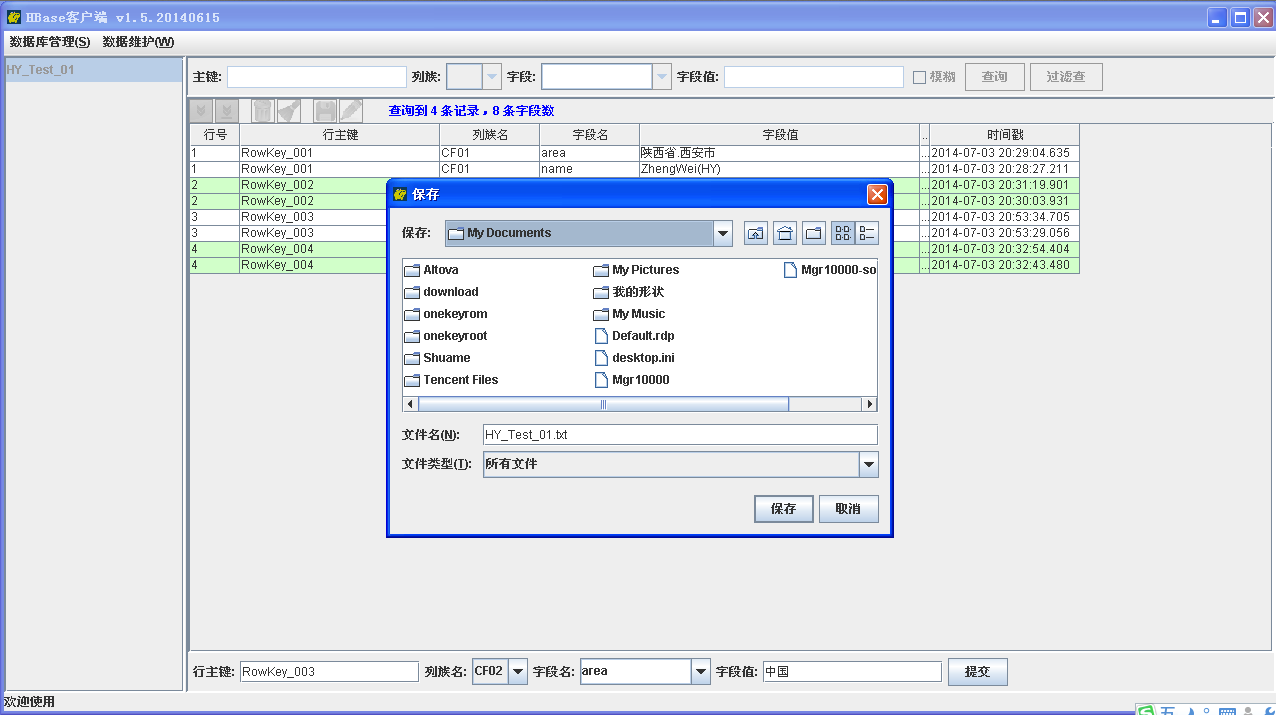 HBase客户端 v1.5.20140615
数据库管理(S) 数据维护(W)
HY_Test_01
主键: 列族: 字段: 字段值: 模糊 查询 过滤查
查询到 4 条记录，8 条字段数
行号 行主键 列族名 字段名 字段值 .. 时间戳
1 RowKey_001 CF01 area 陕西省.西安市 ... 2014-07-03 20:29:04.635
1 RowKey_001 CF01 name ZhengWei(HY) ... 2014-07-03 20:28:27.211
2 RowKey_002 ... 2014-07-03 20:31:19.901
2 RowKey_002 ... 2014-07-03 20:30:03.931
3 RowKey_003 ... 2014-07-03 20:53:34.705
3 RowKey_003 ... 2014-07-03 20:53:29.056
4 RowKey_004 ... 2014-07-03 20:32:54.404
4 RowKey_004 ... 2014-07-03 20:32:43.480
保存
保存: My Documents
Altova My Pictures Mgr10000-so
download 我的形状
onekeyrom My Music
onekeyroot Default.rdp
Shuame desktop.ini
Tencent Files Mgr10000
文件名(N): HY_Test_01.txt
文件类型(T): 所有文件
保存 取消
行主键: RowKey_003 列族名: CF02 字段名: area 字段值: 中国 提交
欢迎使用
五